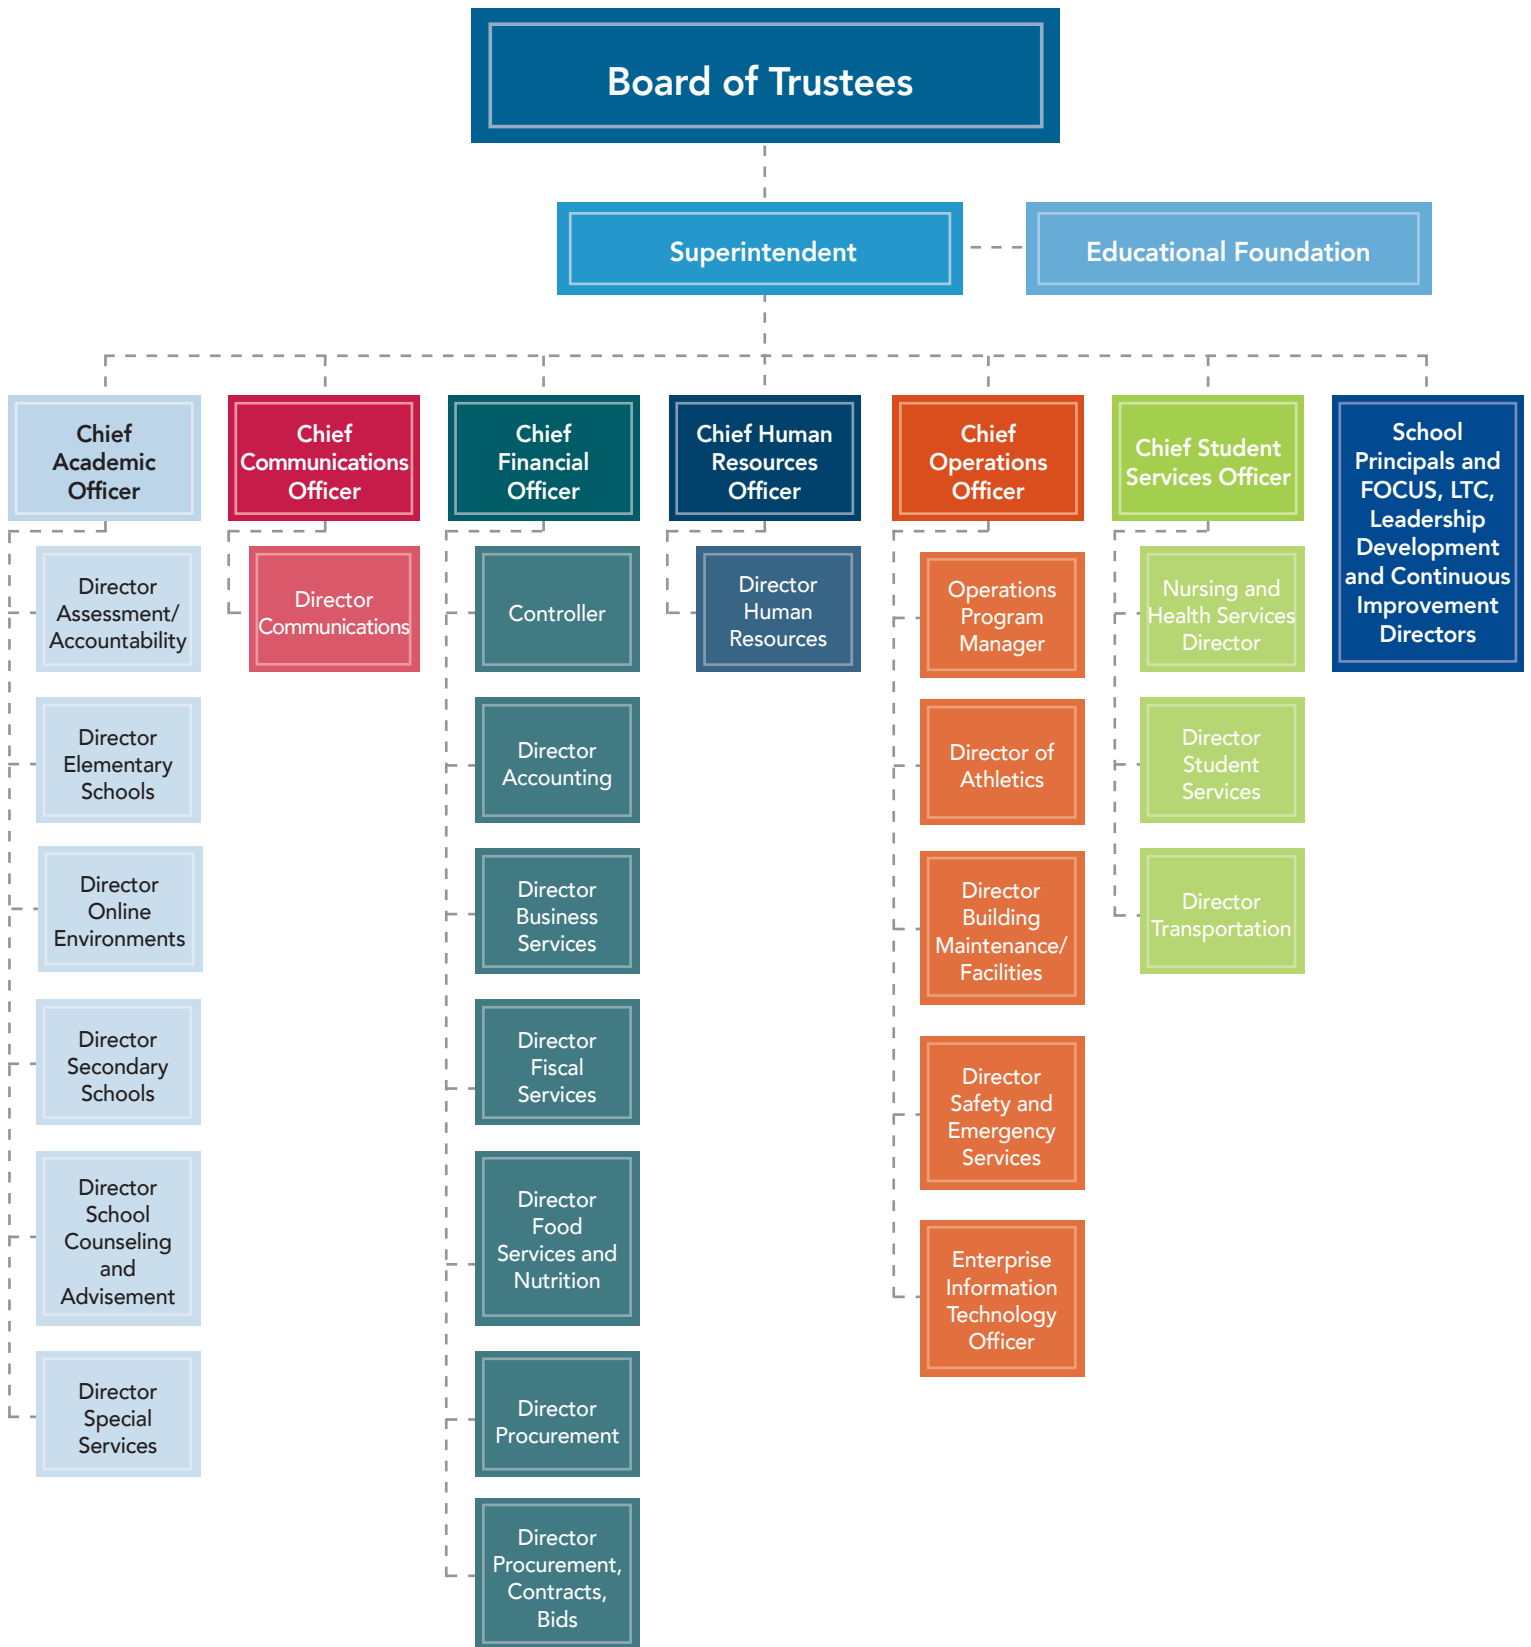 Board of Trustees
Superintendent
Educational Foundation
Chief
Academic
Officer
Chief
Communications
Officer
Chief
Financial
Officer
Chief Human
Resources
Officer
Chief
Operations
Officer
Chief Student
Services Officer
School
Principals and
FOCUS, LTC,
Leadership
Development
and Continuous
Improvement
Directors
Director
Assessment/
Accountability
Director
Elementary
Schools
Director
Online
Environments
Director
Secondary
Schools
Director
School
Counseling
and
Advisement
Director
Special
Services
Director
Communications
Controller
Director
Accounting
Director
Business
Services
Director
Fiscal
Services
Director
Food
Services and
Nutrition
Director
Procurement
Director
Procurement,
Contracts,
Bids
Director
Human
Resources
Operations
Program
Manager
Director of
Athletics
Director
Building
Maintenance/
Facilities
Director
Safety and
Emergency
Services
Enterprise
Information
Technology
Officer
Nursing and
Health Services
Director
Director
Student
Services
Director
Transportation